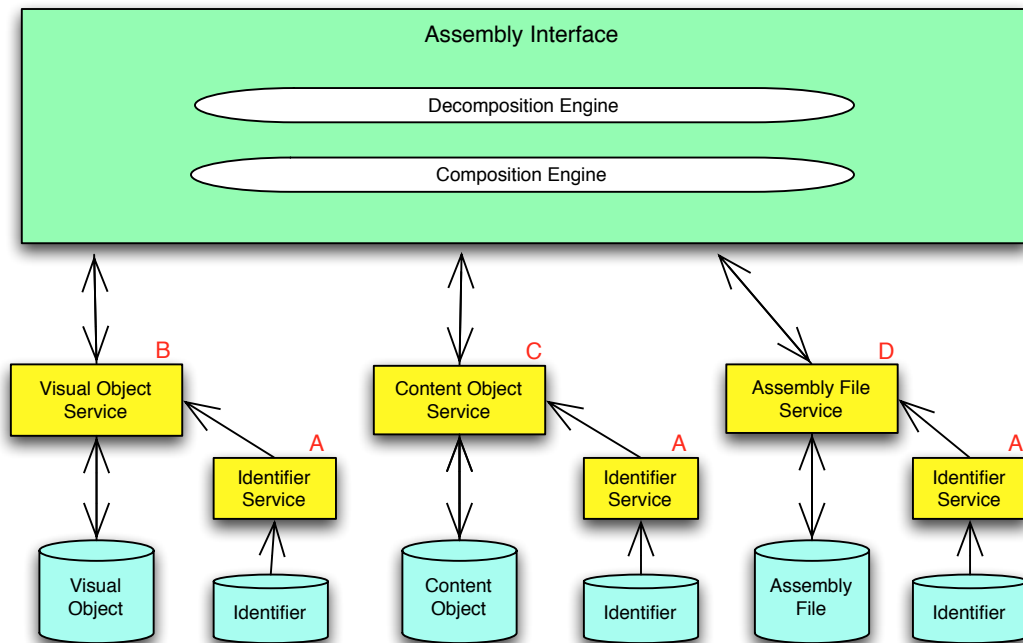 Assembly Interface
Decomposition Engine
Composition Engine
B
Visual Object
Service
C
Content Object
Service
D
Assembly File
Service
A
Identifier
Service
A
Identifier
Service
A
Identifier
Service
Visual
Object
Identifier
Content
Object
Identifier
Assembly
File
Identifier